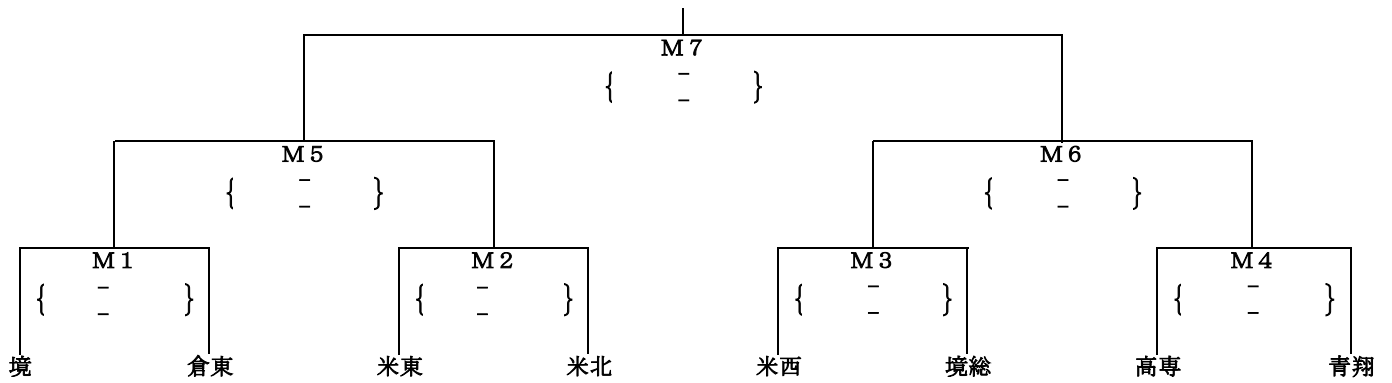 M7
{ － }
－
M5 M6
{ － } { － }
－ －
M1 M2 M3 M4
{ － } { － } { － } { － }
－ － － －
境 倉東 米東 米北 米西 境総 高専 青翔